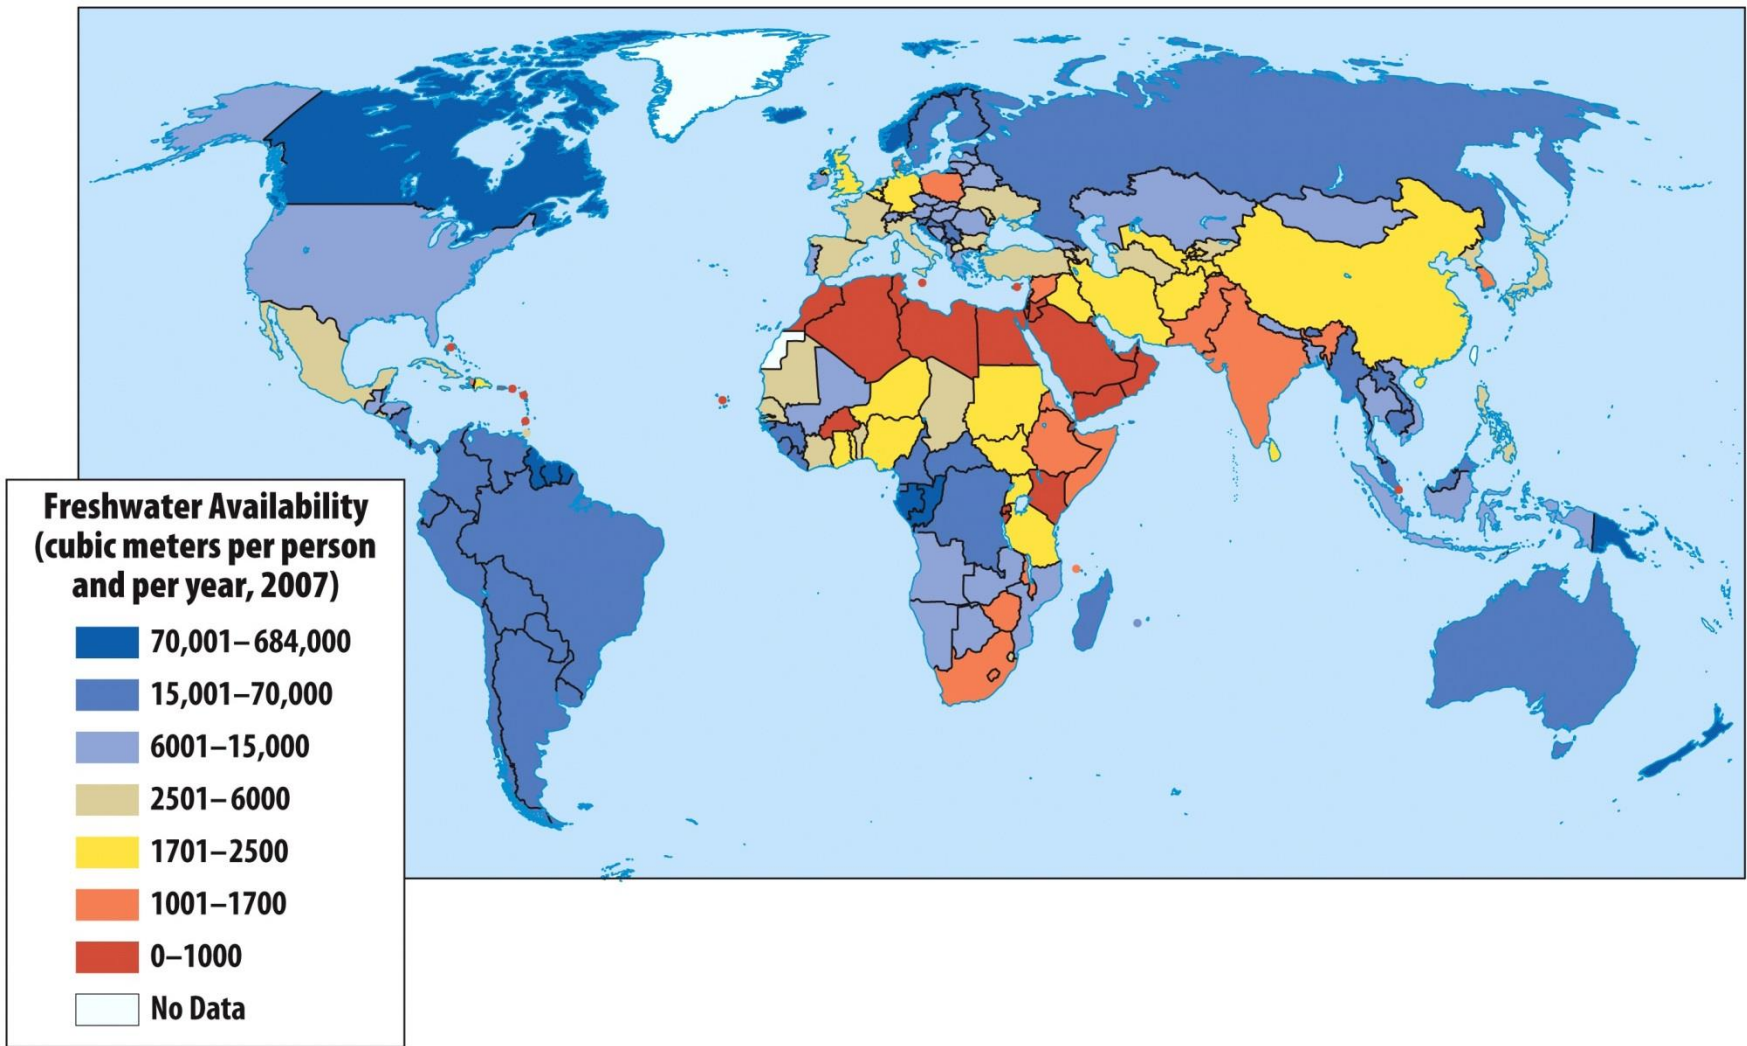 Freshwater Availability
(cubic meters per person
and per year, 2007)
70,001–684,000
15,001–70,000
6001–15,000
2501–6000
1701–2500
1001–1700
0–1000
No Data